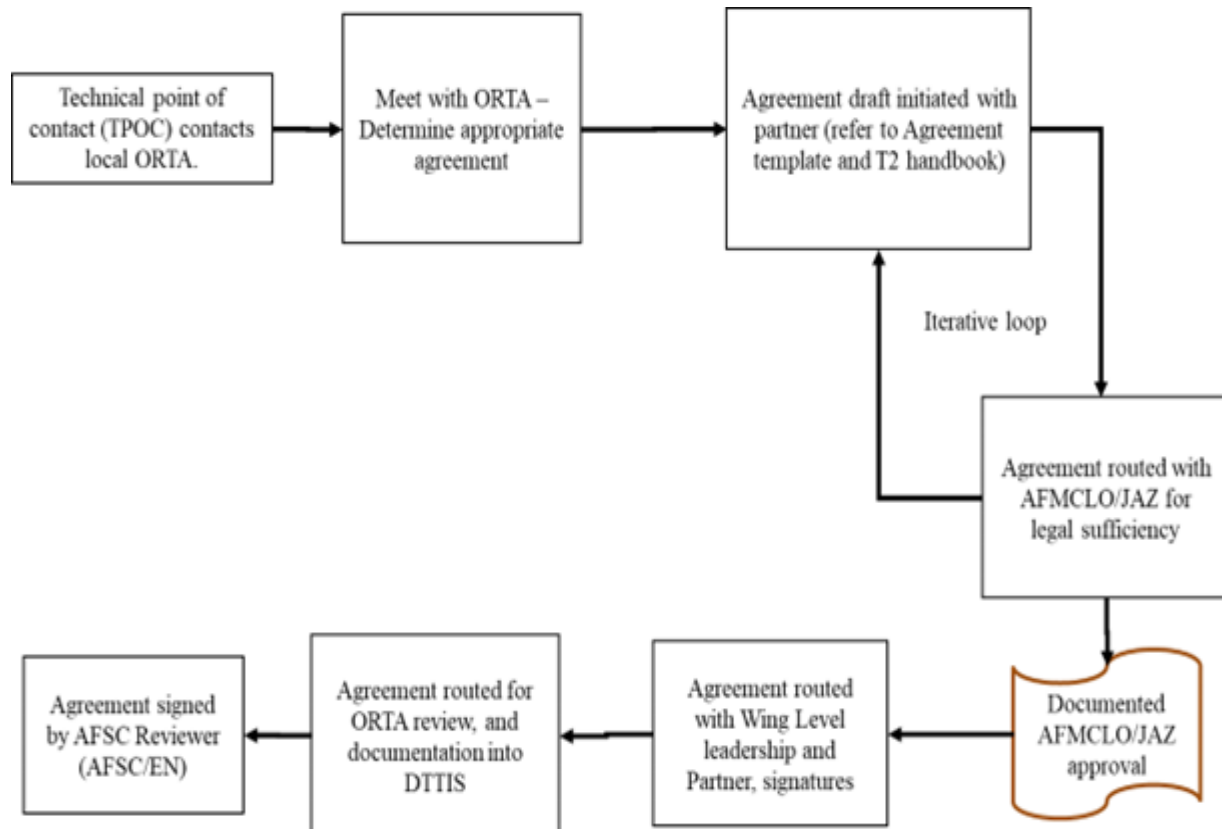 Technical point of
contact (TPOC) contacts
local ORTA.
Meet with ORTA –
Determine appropriate
agreement
Agreement draft initiated with
partner (refer to Agreement
template and T2 handbook)
Iterative loop
Agreement routed with
AFMCLO/JAZ for
legal sufficiency
Documented
AFMCLO/JAZ
approval
Agreement routed
with Wing Level
leadership and
Partner, signatures
Agreement routed for
ORTA review, and
documentation into
DTTIS
Agreement signed
by AFSC Reviewer
(AFSC/EN)